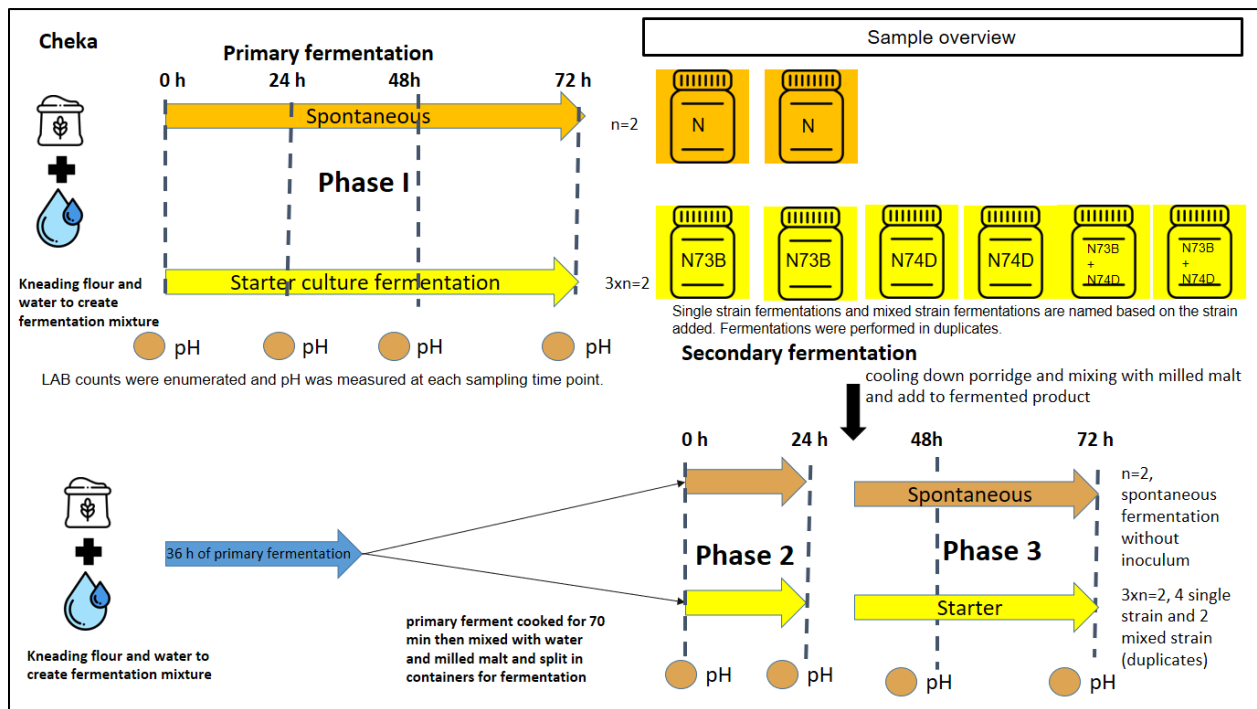 Cheka
Primary fermentation
0 h
24 h
48h
72 h
Spontaneous
n=2
Phase I
Starter culture fermentation
3xn=2
Kneading flour and
water to create
fermentation mixture
pH
pH
pH
pH
LAB counts were enumerated and pH was measured at each sampling time point.
Sample overview
N
N
N73B
N73B
N74D
N74D
N73B
+
N74D
N73B
+
N74D
Single strain fermentations and mixed strain fermentations are named based on the strain
added. Fermentations were performed in duplicates.
Secondary fermentation
cooling down porridge and mixing with milled malt
and add to fermented product
0 h
24 h
48h
72 h
36 h of primary fermentation
Kneading flour and water to
create fermentation mixture
primary ferment cooked for 70
min then mixed with water
and milled malt and split in
containers for fermentation
Phase 2
Spontaneous
Phase 3
Starter
n=2,
spontaneous
fermentation
without
inoculum
3xn=2, 4 single
strain and 2
mixed strain
(duplicates)
pH
pH
pH
pH